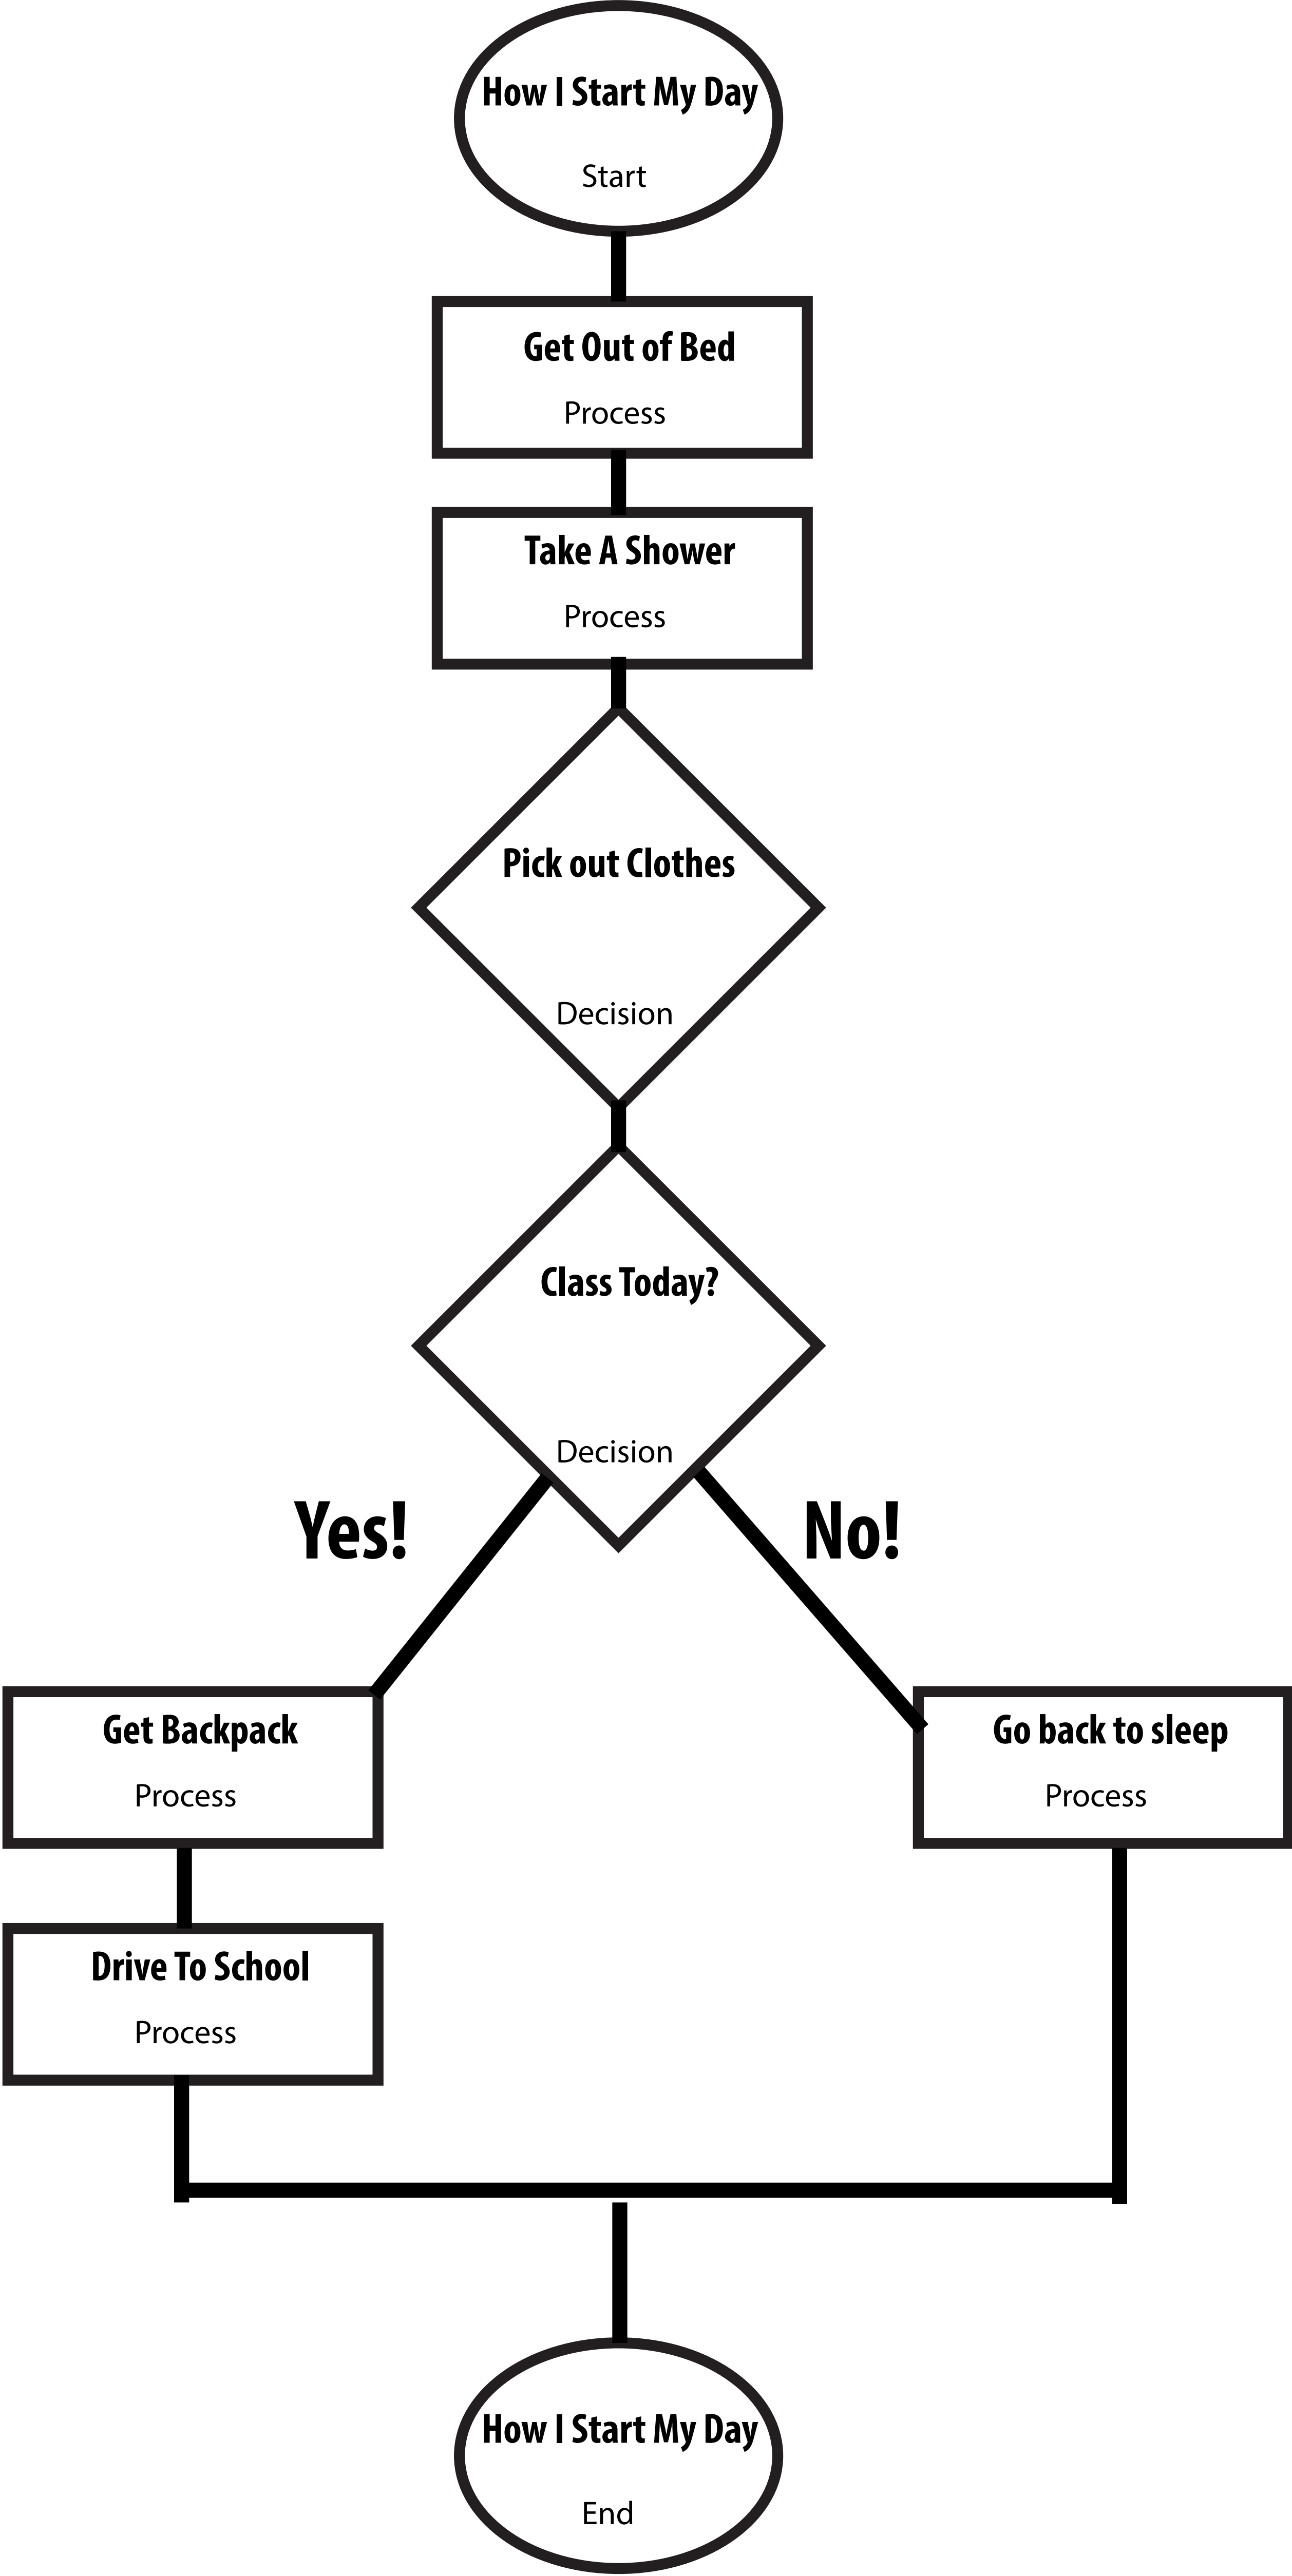 How I Start My Day
Start
Get Out of Bed
Process
Take A Shower
Process
Pick out Clothes
Decision
Class Today?
Decision
Yes!
No!
Get Backpack
Process
Go back to sleep
Process
Drive To School
Process
How I Start My Day
End